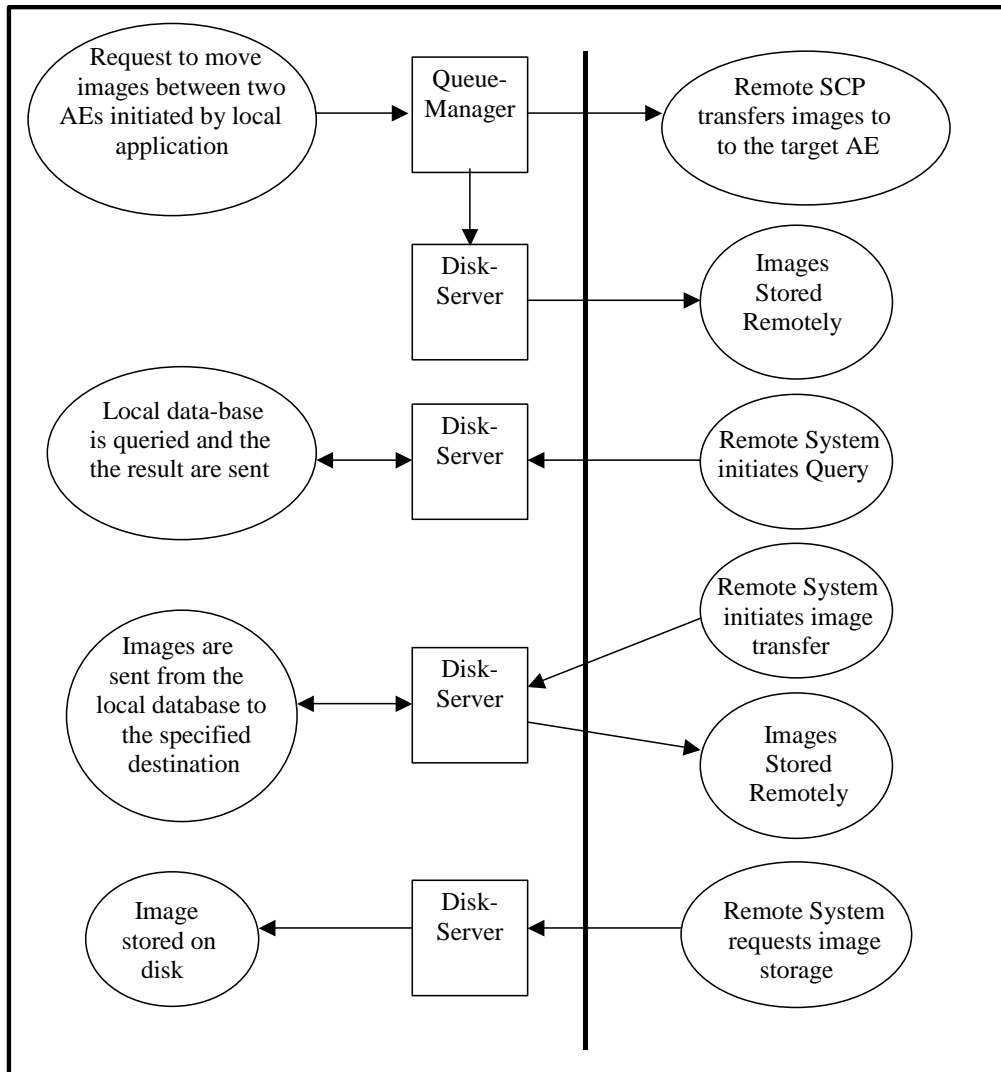 Request to move
images between two
AEs initiated by local
application
Queue-
Manager
Remote SCP
transfers images to
to the target AE
Disk-
Server
Images
Stored
Remotely
Local data-base
is queried and the
the result are sent
Disk-
Server
Remote System
initiates Query
Remote System
initiates image
transfer
Images are
sent from the
local database to
the specified
destination
Disk-
Server
Images
Stored
Remotely
Image
stored on
disk
Disk-
Server
Remote System
requests image
storage